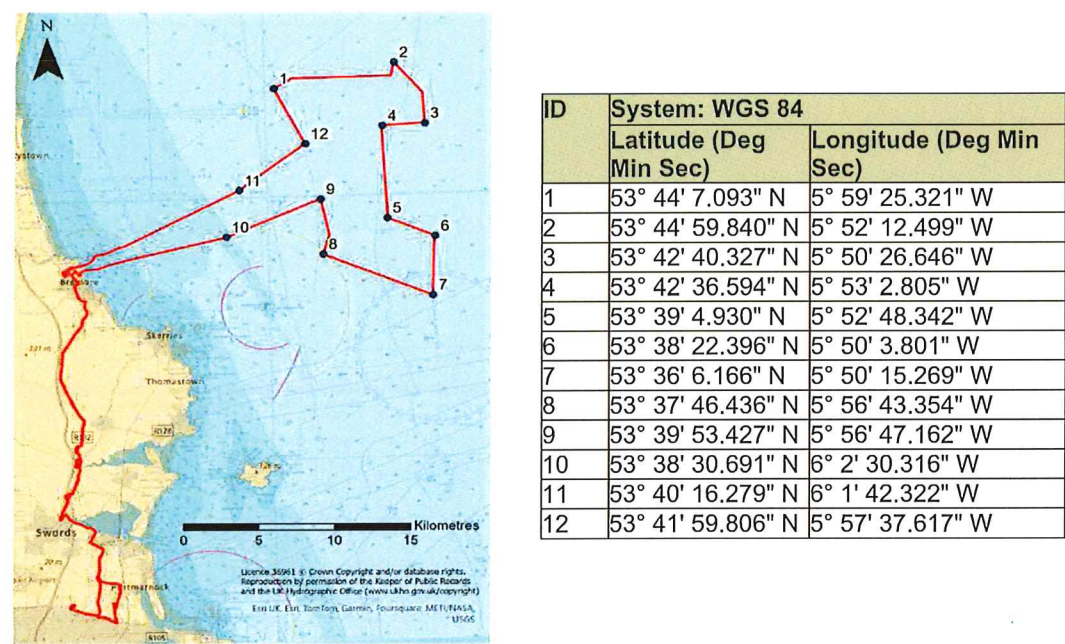 N
1
2
3
4
12
11
9
10
5
6
8
7
Skerries
Thomastown
R132
R128
Swords
Kilometres
0 5 10 15
Licence 36961 © Crown Copyright and/or database rights.
Reproduction by permission of the Keeper of Public Records
and the UK Hydrographic Office (www.ukho.gov.uk/copyright)
Esri UK, Esri, TomTom, Garmin, Foursquare, METI/NASA,
USGS
R105
ID System: WGS 84
Latitude (Deg Min Sec) Longitude (Deg Min Sec)
1 53° 44' 7.093" N 5° 59' 25.321" W
2 53° 44' 59.840" N 5° 52' 12.499" W
3 53° 42' 40.327" N 5° 50' 26.646" W
4 53° 42' 36.594" N 5° 53' 2.805" W
5 53° 39' 4.930" N 5° 52' 48.342" W
6 53° 38' 22.396" N 5° 50' 3.801" W
7 53° 36' 6.166" N 5° 50' 15.269" W
8 53° 37' 46.436" N 5° 56' 43.354" W
9 53° 39' 53.427" N 5° 56' 47.162" W
10 53° 38' 30.691" N 6° 2' 30.316" W
11 53° 40' 16.279" N 6° 1' 42.322" W
12 53° 41' 59.806" N 5° 57' 37.617" W